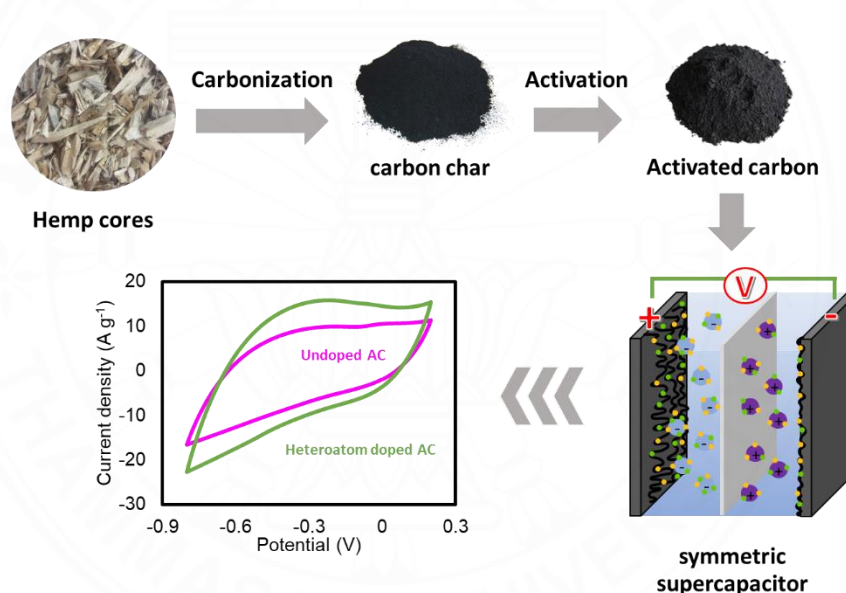 Carbonization
Activation
carbon char
Activated carbon
Hemp cores
20
10
0
-10
-20
-30
Current density (A g⁻¹)
Undoped AC
Heteroatom doped AC
-0.9
-0.6
-0.3
0
0.3
Potential (V)
V
+
-
symmetric
supercapacitor